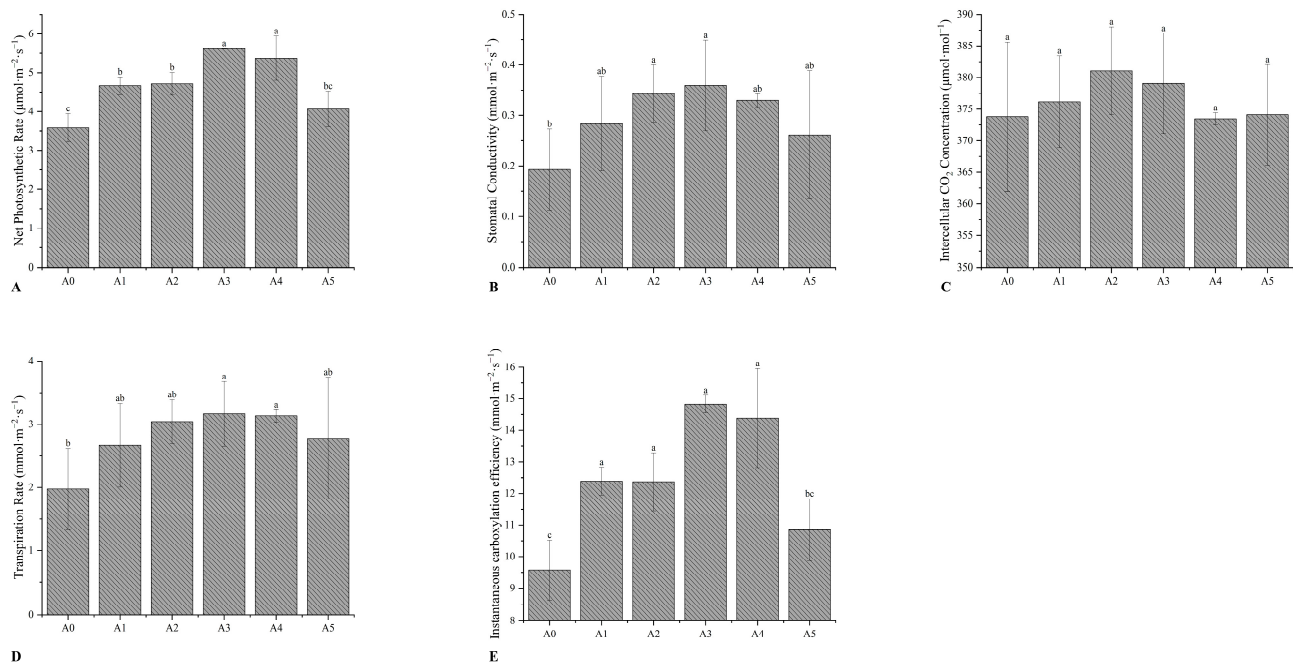 Net Photosynthetic Rate (μmol·m⁻²·s⁻¹)
6
5
4
3
2
1
0
c
b
b
a
a
bc
A0 A1 A2 A3 A4 A5
A
Stomatal Conductivity (mmol·m⁻²·s⁻¹)
0.5
0.4
0.3
0.2
0.1
0.0
b
ab
a
a
ab
ab
A0 A1 A2 A3 A4 A5
B
Intercellular CO₂ Concentration (μmol·mol⁻¹)
390
385
380
375
370
365
360
355
350
a
a
a
a
a
a
A0 A1 A2 A3 A4 A5
C
Transpiration Rate (mmol·m⁻²·s⁻¹)
4
3
2
1
0
b
ab
ab
a
a
ab
A0 A1 A2 A3 A4 A5
D
Instantaneous carboxylation efficiency (mmol·m⁻²·s⁻¹)
16
15
14
13
12
11
10
9
8
c
a
a
a
a
bc
A0 A1 A2 A3 A4 A5
E